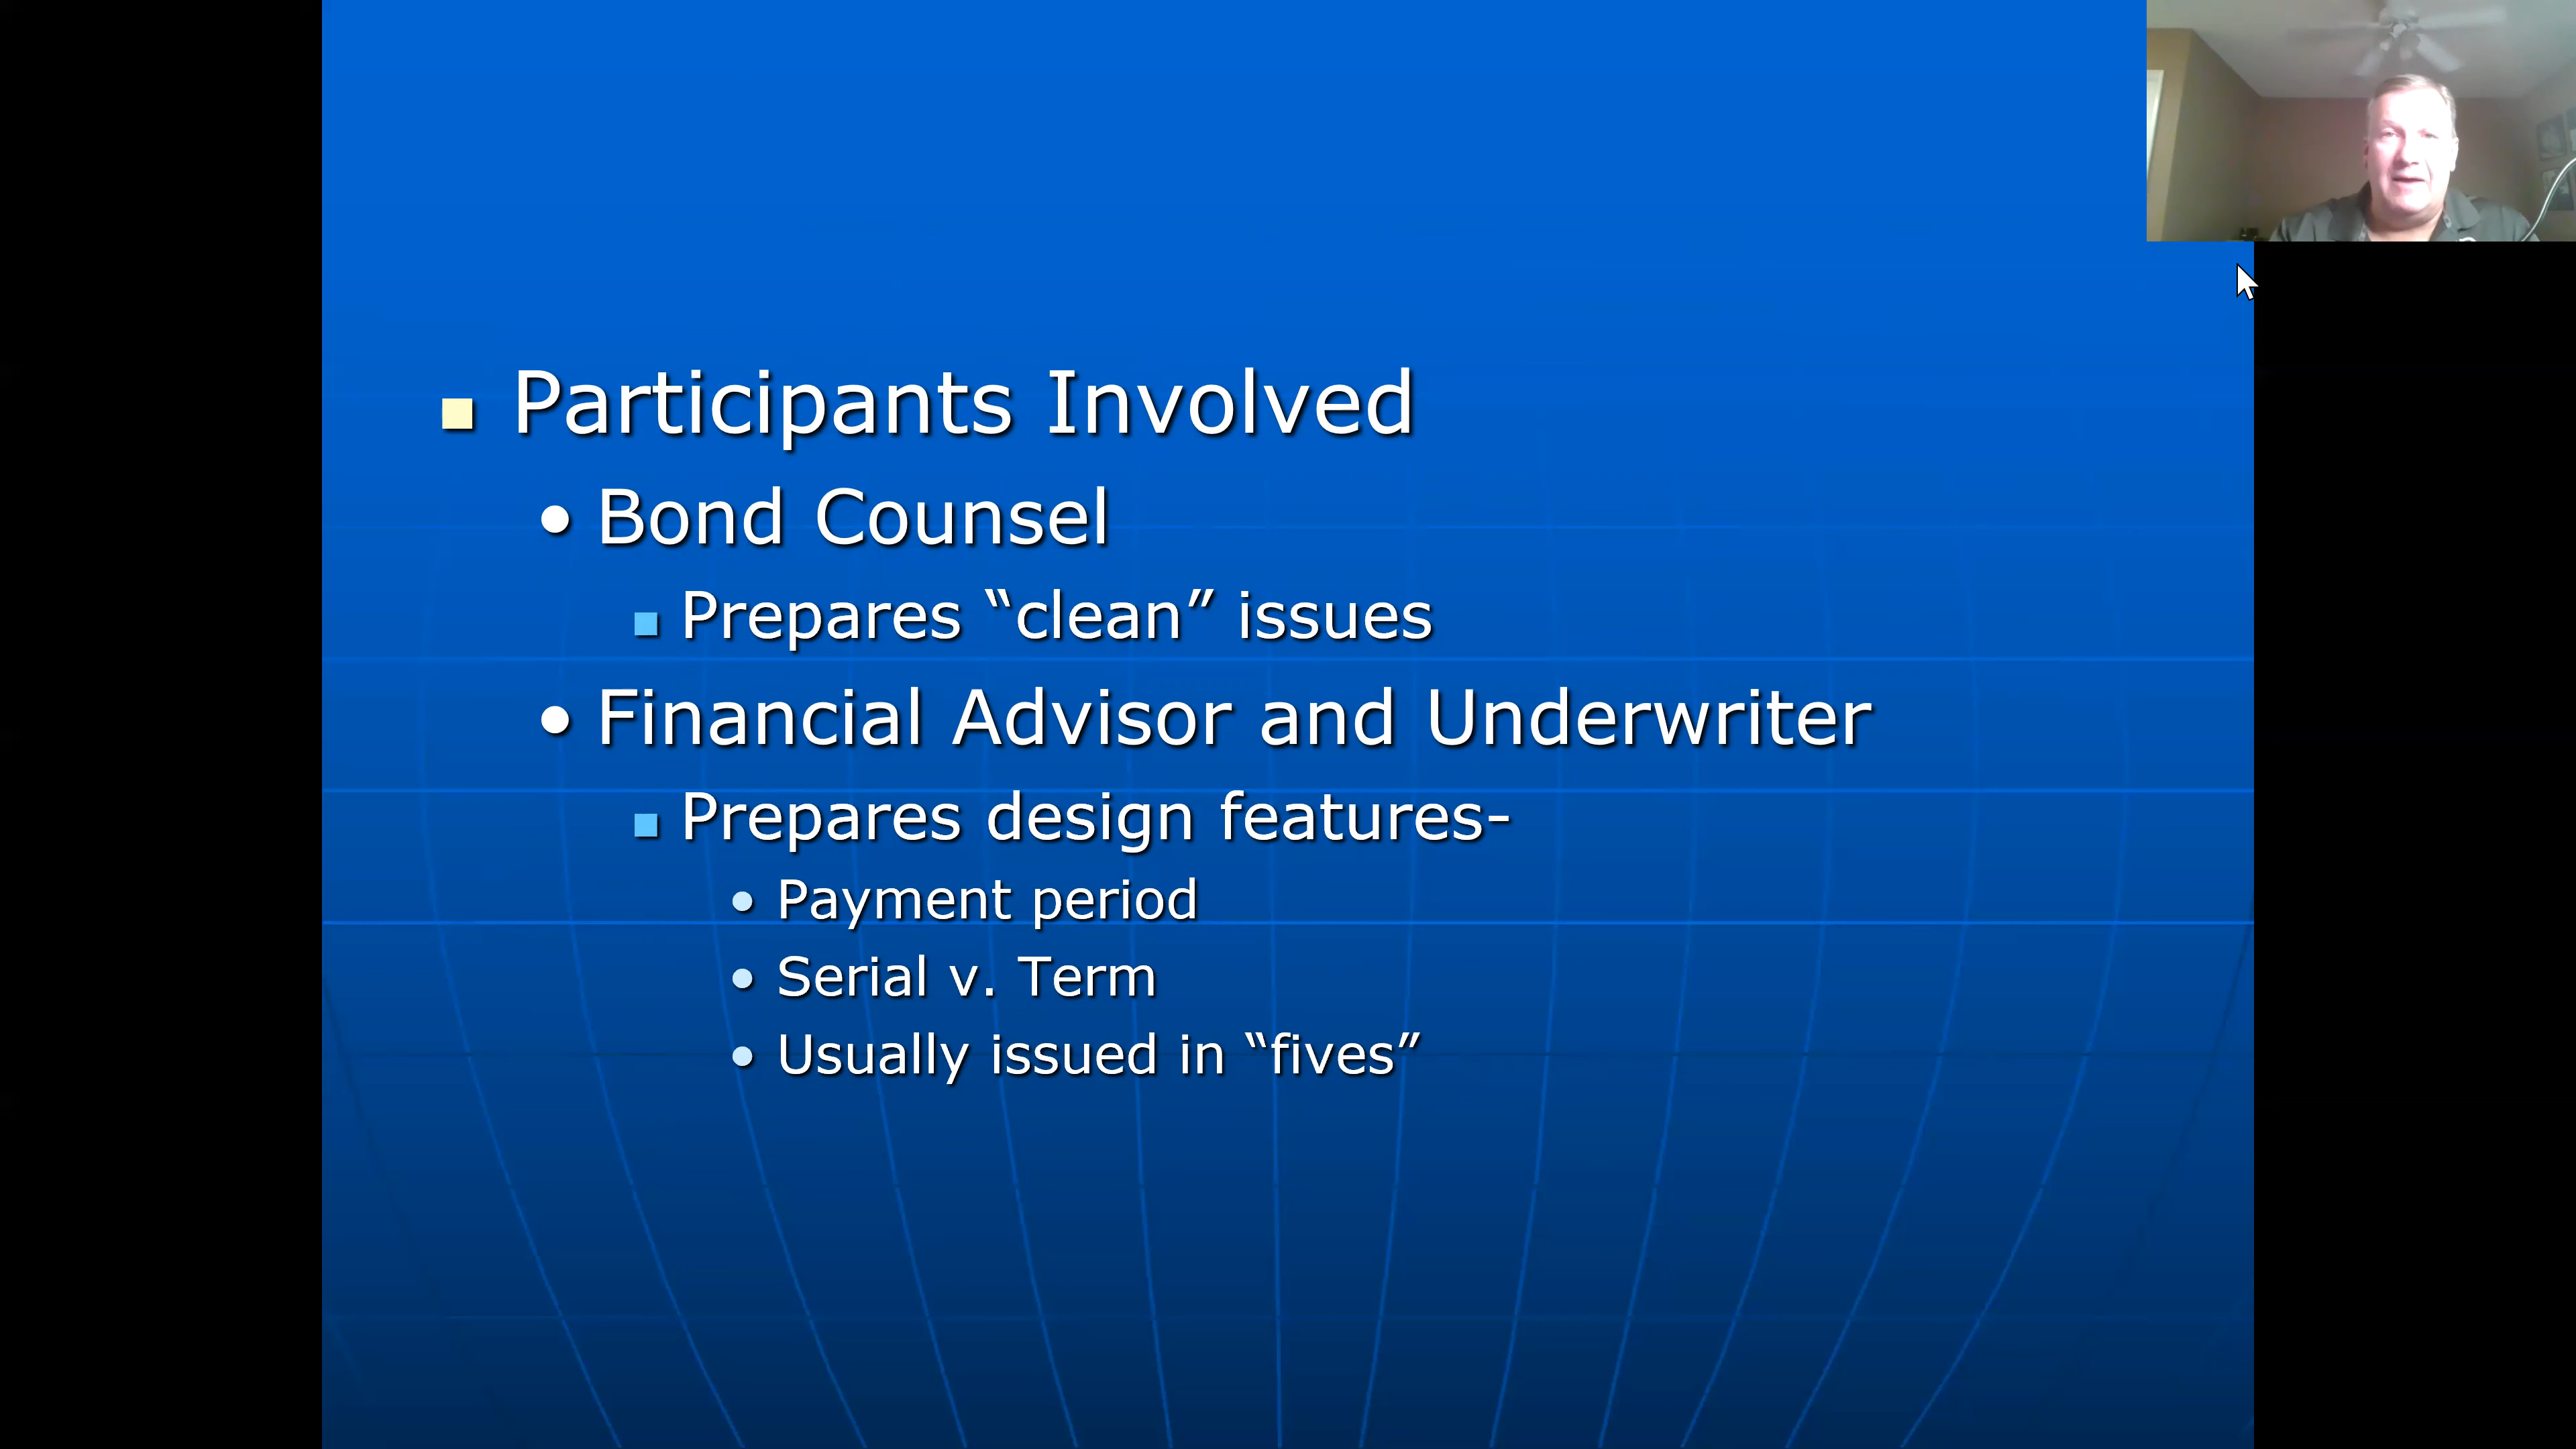 Participants Involved
Bond Counsel
Prepares “clean” issues
Financial Advisor and Underwriter
Prepares design features-
Payment period
Serial v. Term
Usually issued in “fives”